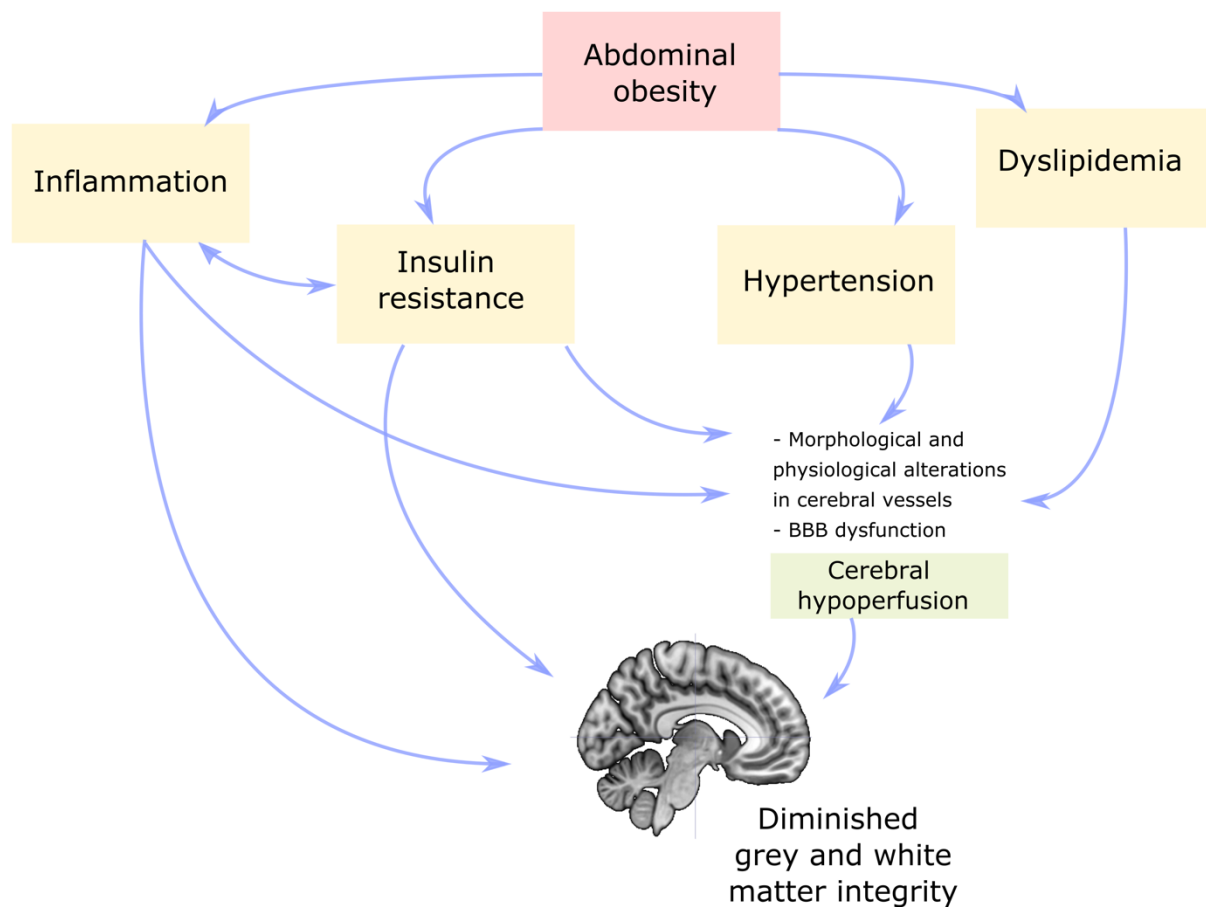 Abdominal
obesity
Inflammation
Dyslipidemia
Insulin
resistance
Hypertension
- Morphological and
physiological alterations
in cerebral vessels
- BBB dysfunction
Cerebral
hypoperfusion
Diminished
grey and white
matter integrity